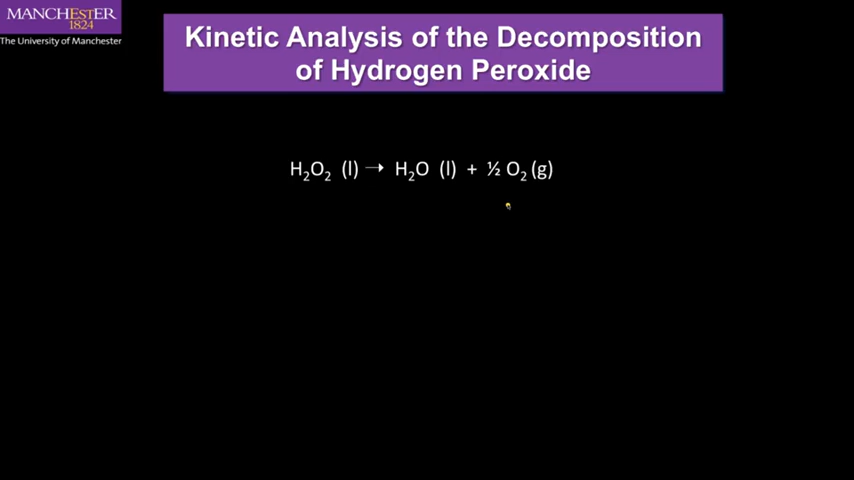 MANCHESTER
1824
The University of Manchester
Kinetic Analysis of the Decomposition
of Hydrogen Peroxide
H₂O₂ (l) → H₂O (l) + ½ O₂ (g)